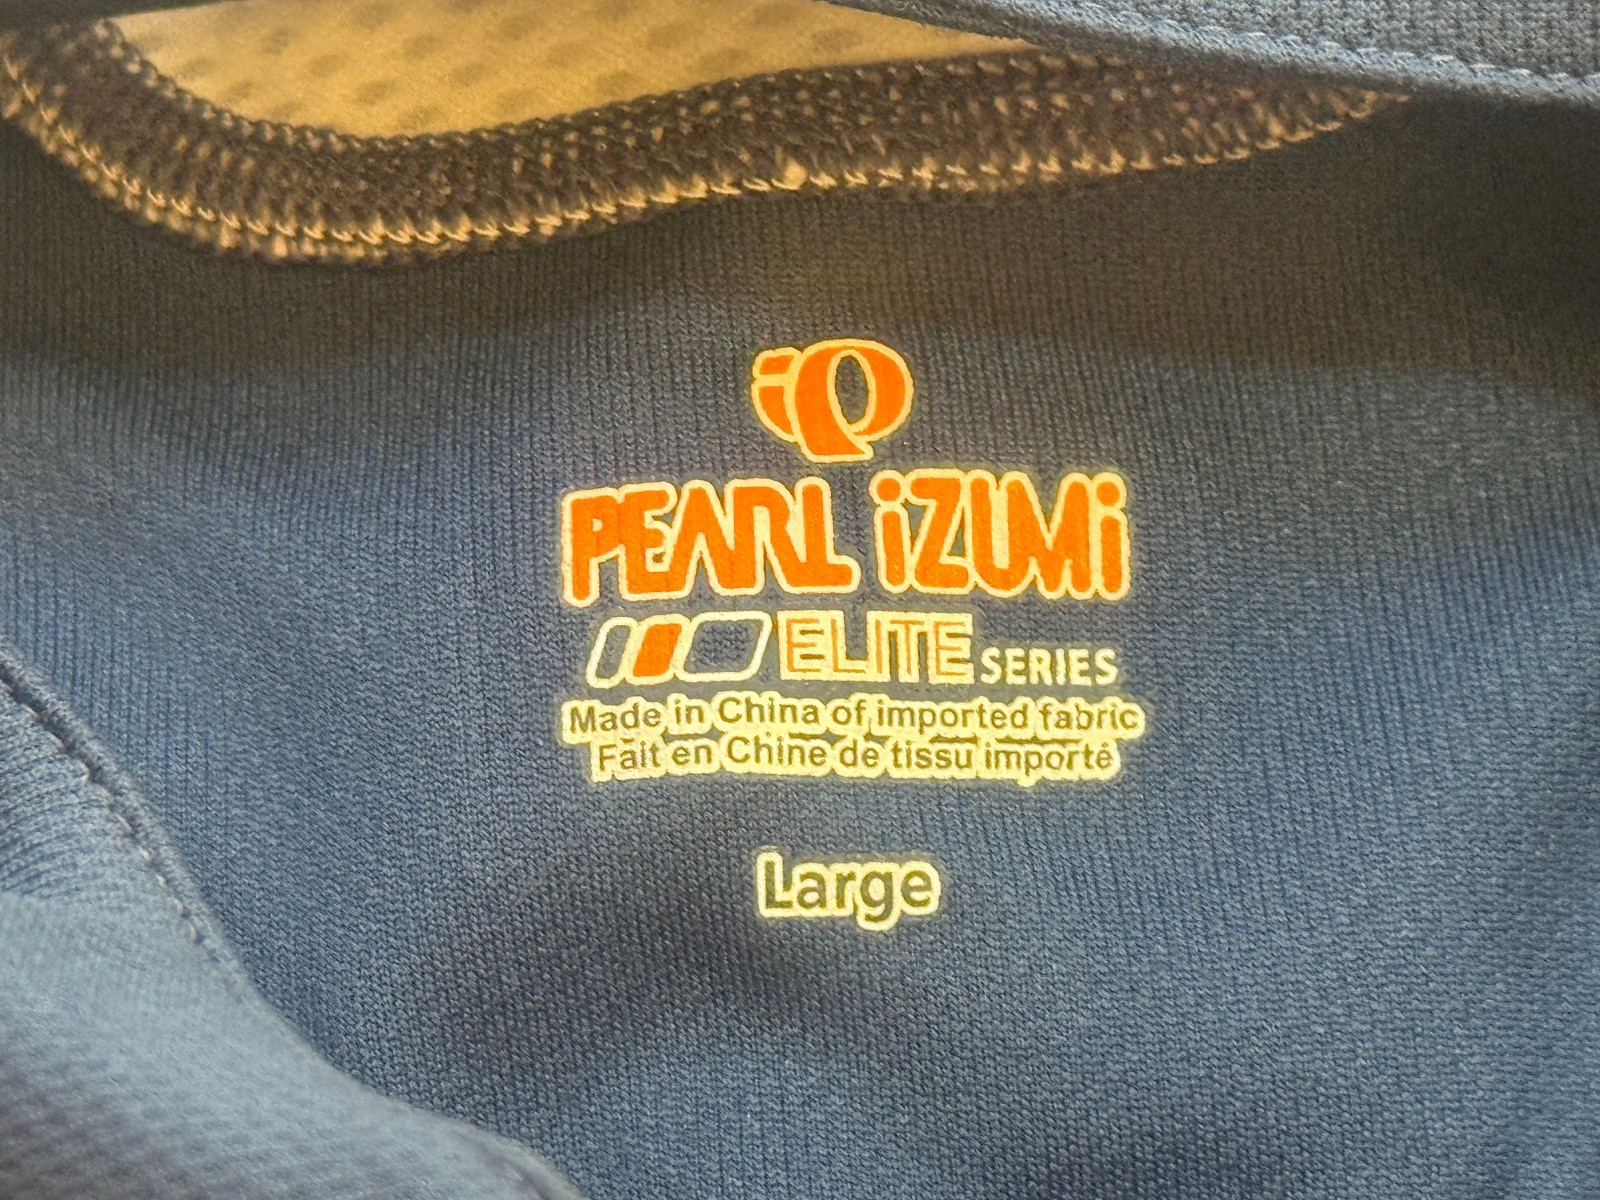 PEARL iZUMi
ELITE SERIES
Made in China of imported fabric
Fait en Chine de tissu importé
Large